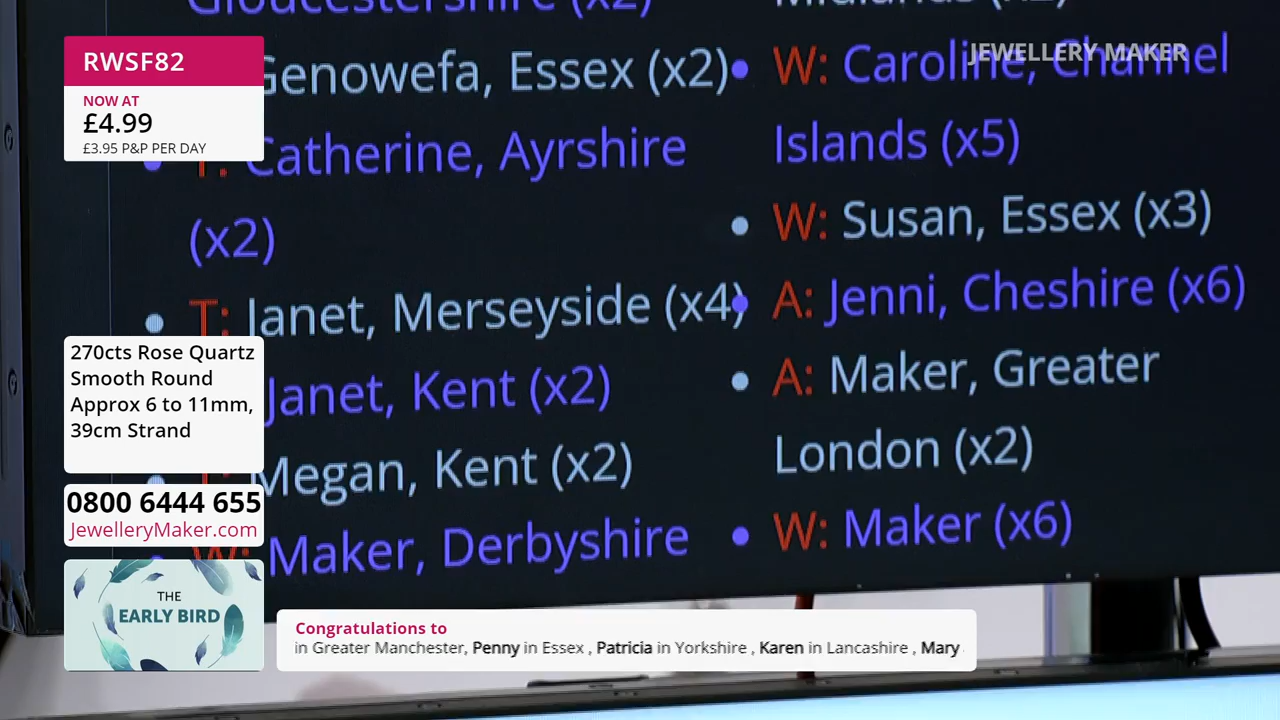 RWSF82
NOW AT
£4.99
£3.95 P&P PER DAY
Gloucestershire (x2)
Genowefa, Essex (x2)
T: Catherine, Ayrshire
(x2)
T: Janet, Merseyside (x4)
Janet, Kent (x2)
Megan, Kent (x2)
W: Maker, Derbyshire
JEWELLERY MAKER
Midlands (x2)
W: Caroline, Channel
Islands (x5)
W: Susan, Essex (x3)
A: Jenni, Cheshire (x6)
A: Maker, Greater
London (x2)
W: Maker (x6)
270cts Rose Quartz
Smooth Round
Approx 6 to 11mm,
39cm Strand
0800 6444 655
JewelleryMaker.com
THE
EARLY BIRD
Congratulations to
in Greater Manchester, Penny in Essex , Patricia in Yorkshire , Karen in Lancashire , Mary